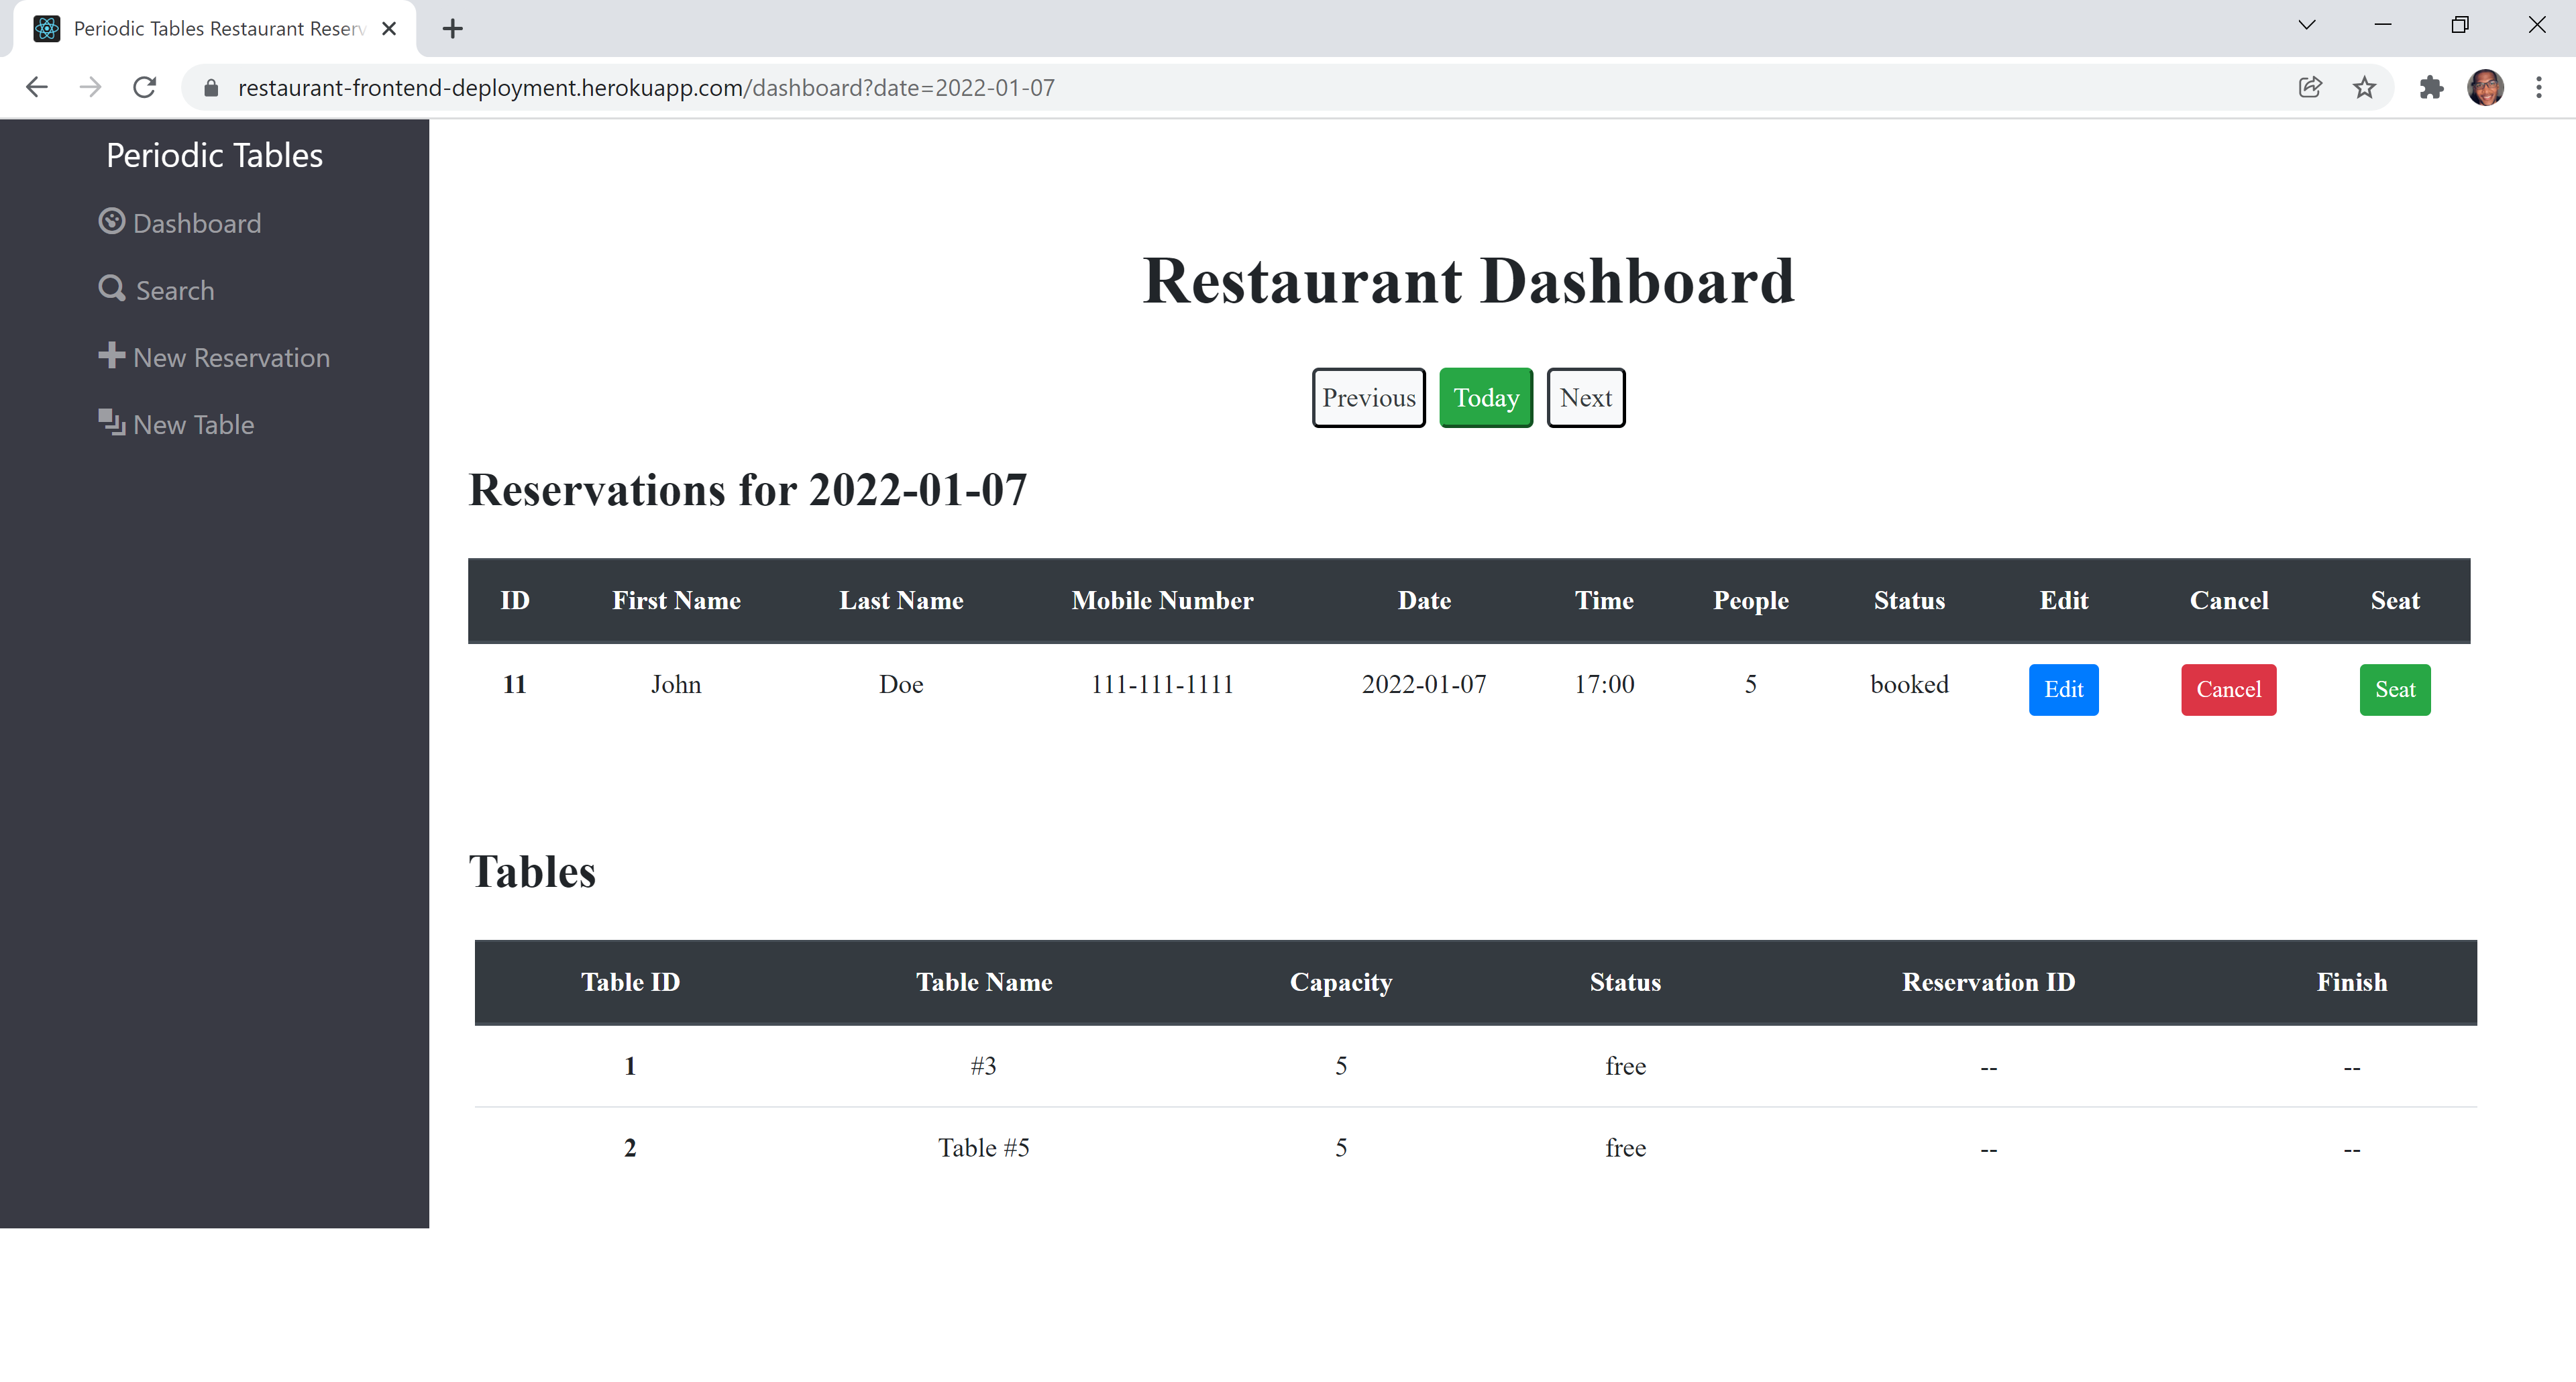 Periodic Tables Restaurant Reserv
restaurant-frontend-deployment.herokuapp.com/dashboard?date=2022-01-07
Periodic Tables
Dashboard
Search
New Reservation
New Table
Restaurant Dashboard
Previous Today Next
Reservations for 2022-01-07
ID First Name Last Name Mobile Number Date Time People Status Edit Cancel Seat
11 John Doe 111-111-1111 2022-01-07 17:00 5 booked Edit Cancel Seat
Tables
Table ID Table Name Capacity Status Reservation ID Finish
1 #3 5 free -- --
2 Table #5 5 free -- --